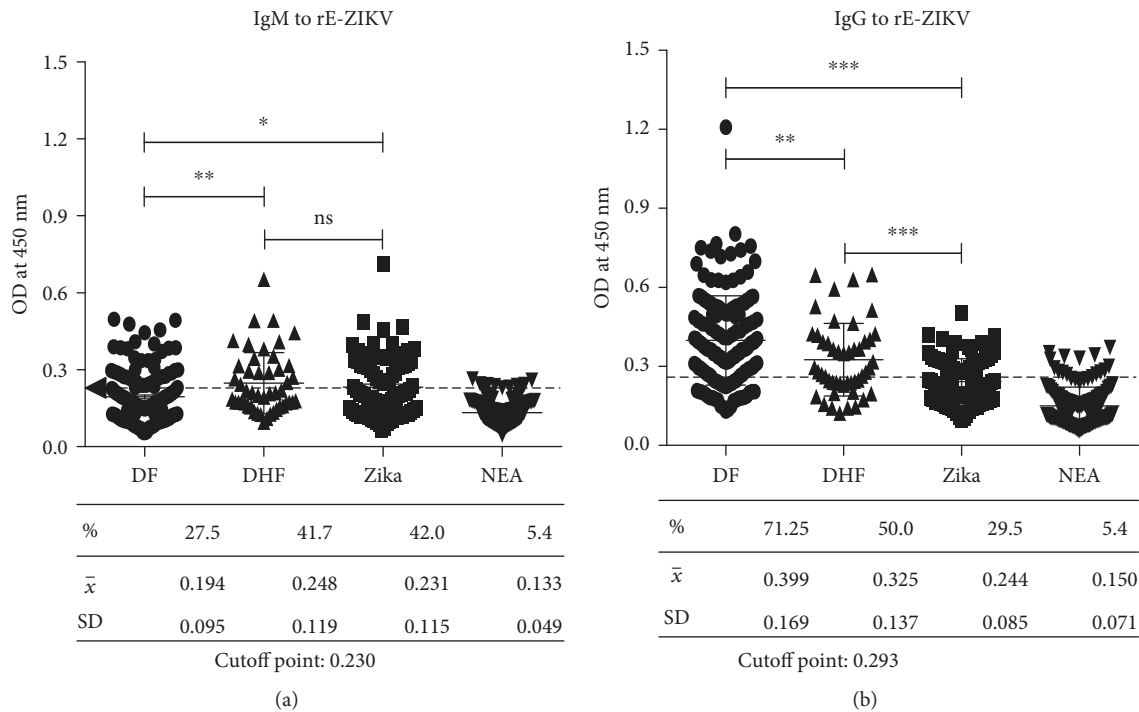 IgM to rE-ZIKV
1.5
1.2
0.9
0.6
0.3
0.0
OD at 450 nm
*
**
ns
DF DHF Zika NEA
% 27.5 41.7 42.0 5.4
x̄ 0.194 0.248 0.231 0.133
SD 0.095 0.119 0.115 0.049
Cutoff point: 0.230
(a)
IgG to rE-ZIKV
1.5
1.2
0.9
0.6
0.3
0.0
OD at 450 nm
***
**
***
DF DHF Zika NEA
% 71.25 50.0 29.5 5.4
x̄ 0.399 0.325 0.244 0.150
SD 0.169 0.137 0.085 0.071
Cutoff point: 0.293
(b)